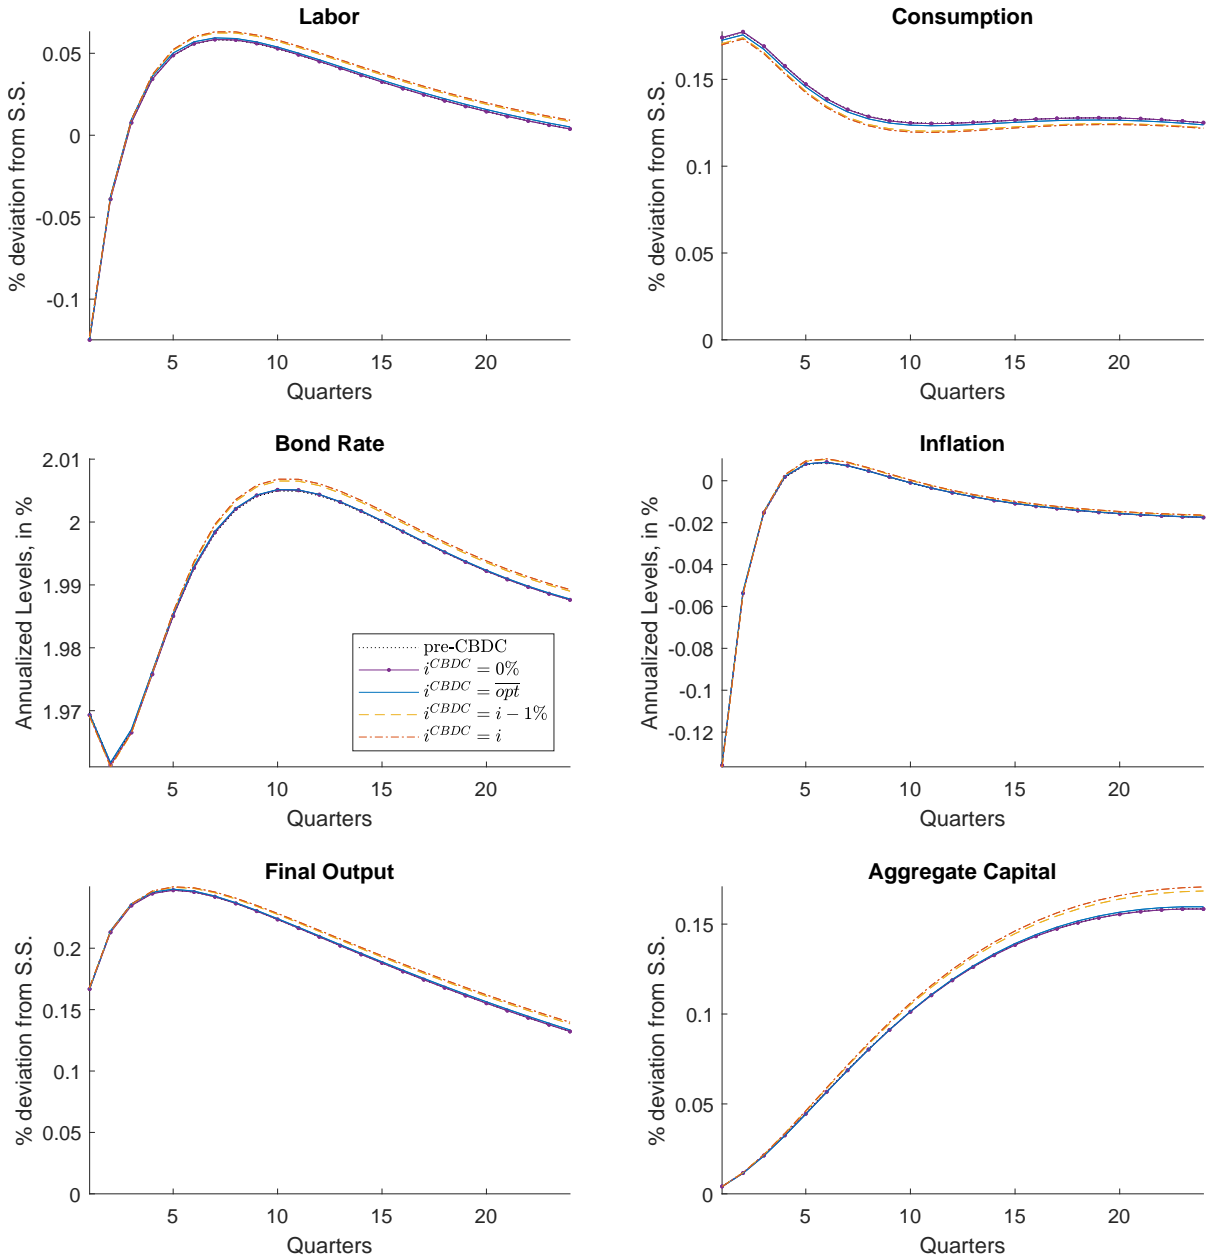 Labor
% deviation from S.S.
0.05
0
-0.05
-0.1
5 10 15 20
Quarters
Consumption
% deviation from S.S.
0.15
0.1
0.05
0
5 10 15 20
Quarters
Bond Rate
Annualized Levels, in %
2.01
2
1.99
1.98
1.97
pre-CBDC
i^{CBDC} = 0%
i^{CBDC} = \overline{opt}
i^{CBDC} = i − 1%
i^{CBDC} = i
5 10 15 20
Quarters
Inflation
Annualized Levels, in %
0
-0.02
-0.04
-0.06
-0.08
-0.1
-0.12
5 10 15 20
Quarters
Final Output
% deviation from S.S.
0.2
0.15
0.1
0.05
0
5 10 15 20
Quarters
Aggregate Capital
% deviation from S.S.
0.15
0.1
0.05
0
5 10 15 20
Quarters